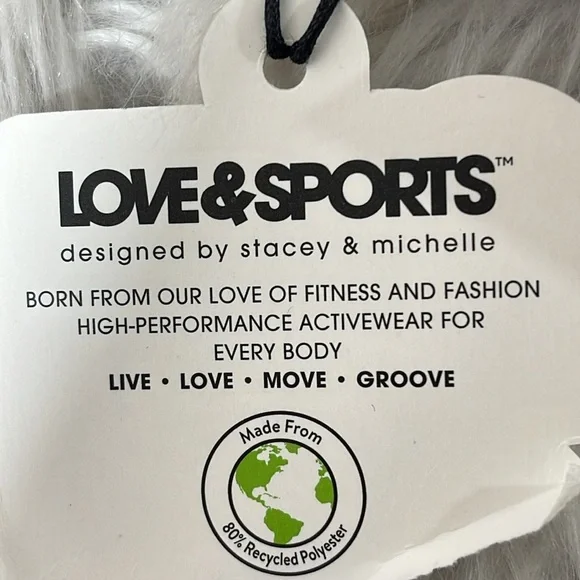 LOVE&SPORTS™
designed by stacey & michelle
BORN FROM OUR LOVE OF FITNESS AND FASHION
HIGH-PERFORMANCE ACTIVEWEAR FOR
EVERY BODY
LIVE • LOVE • MOVE • GROOVE
Made From
80% Recycled Polyester